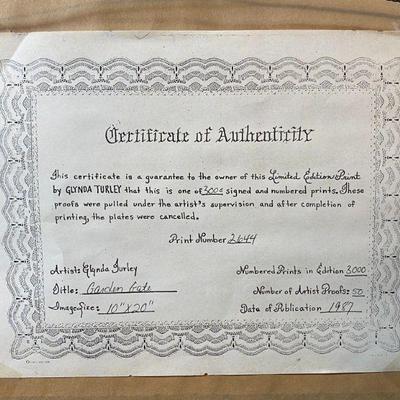 Certificate of Authenticity
This certificate is a guarantee to the owner of this Limited Edition Print
by GLYNDA TURLEY that this is one of 3000 signed and numbered prints. These
proofs were pulled under the artist's supervision and after completion of
printing, the plates were cancelled.
Print Number 2644
Artist: Glynda Turley
Numbered Prints in Edition 3,000
Title: Garden Gate
Number of Artist Proofs: 50
Image Size: 10" X 20"
Date of Publication 1987